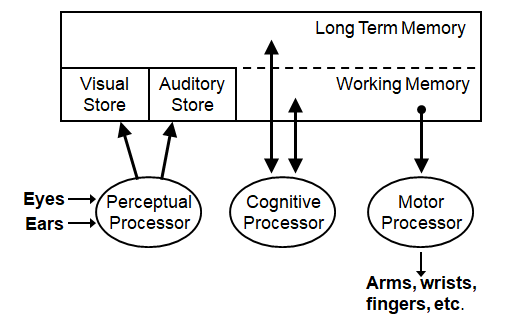 Long Term Memory
Visual
Store
Auditory
Store
Working Memory
Eyes
Ears
Perceptual
Processor
Cognitive
Processor
Motor
Processor
Arms, wrists,
fingers, etc.